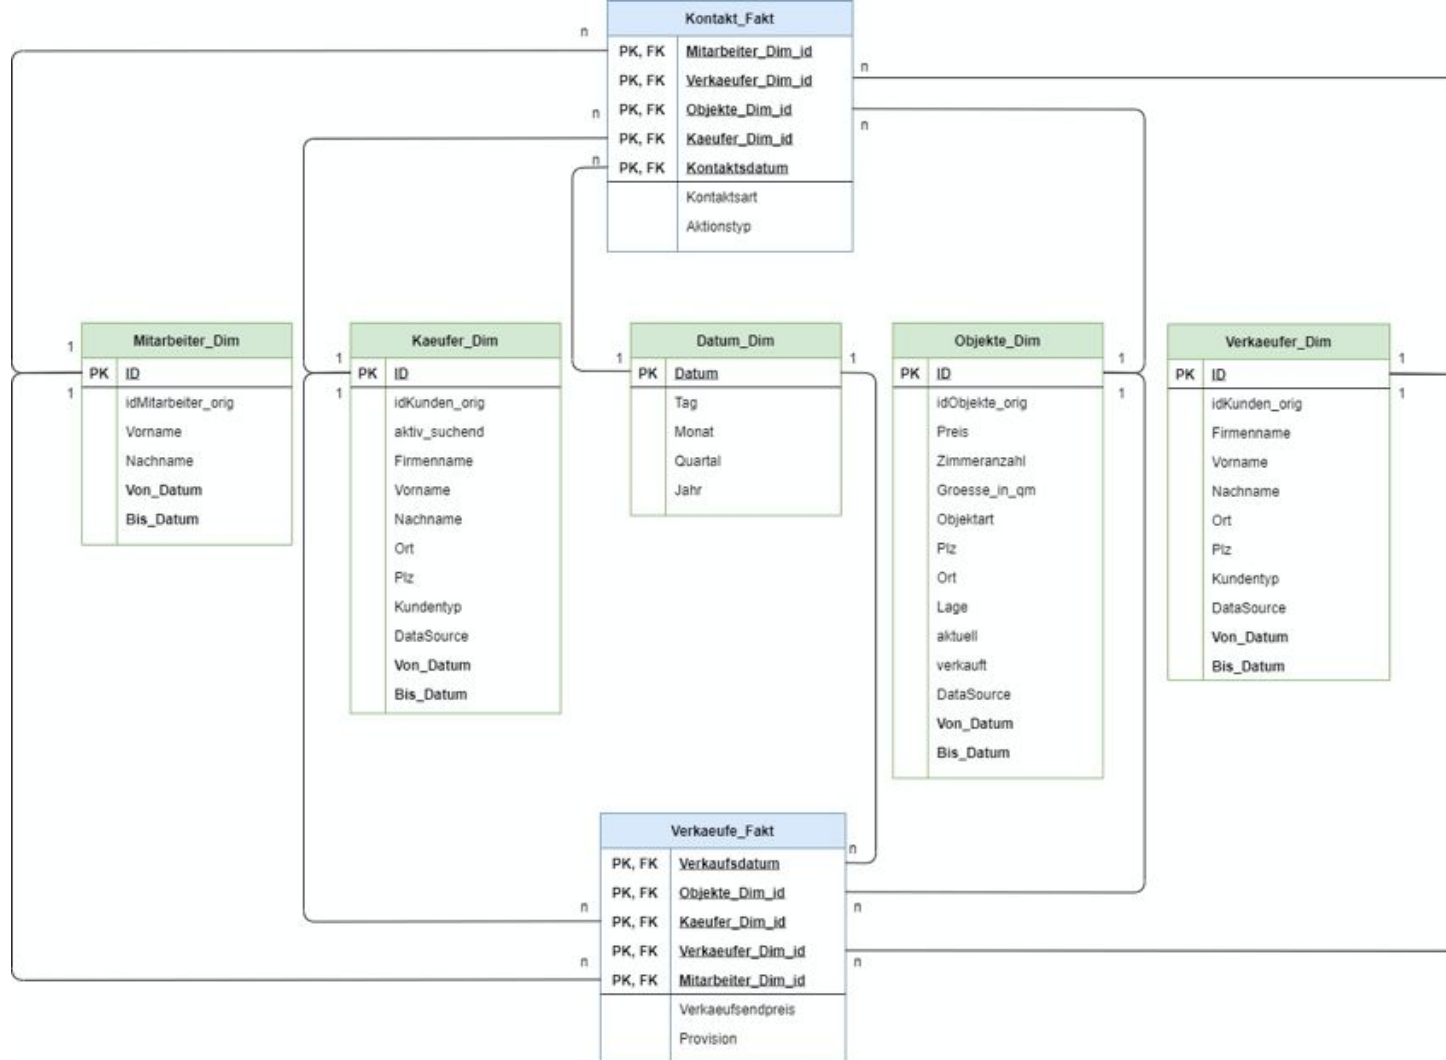 Kontakt_Fakt
n
PK, FK Mitarbeiter_Dim_id
n
PK, FK Verkaeufer_Dim_id
n
PK, FK Objekte_Dim_id
n
PK, FK Kaeufer_Dim_id
n
PK, FK Kontaktsdatum
Kontaktsart
Aktionstyp
1
Mitarbeiter_Dim
PK ID
1
idMitarbeiter_orig
Vorname
Nachname
Von_Datum
Bis_Datum
1
Kaeufer_Dim
PK ID
1
idKunden_orig
aktiv_suchend
Firmenname
Vorname
Nachname
Ort
Plz
Kundentyp
DataSource
Von_Datum
Bis_Datum
1
Datum_Dim
1
PK Datum
Tag
Monat
Quartal
Jahr
Objekte_Dim
1
PK ID
1
idObjekte_orig
Preis
Zimmeranzahl
Groesse_in_qm
Objektart
Plz
Ort
Lage
aktuell
verkauft
DataSource
Von_Datum
Bis_Datum
Verkaeufer_Dim
1
PK ID
1
idKunden_orig
Firmenname
Vorname
Nachname
Ort
Plz
Kundentyp
DataSource
Von_Datum
Bis_Datum
Verkaeufe_Fakt
n
PK, FK Verkaufsdatum
PK, FK Objekte_Dim_id
n
n
PK, FK Kaeufer_Dim_id
PK, FK Verkaeufer_Dim_id
n
n
PK, FK Mitarbeiter_Dim_id
Verkaeufsendpreis
Provision